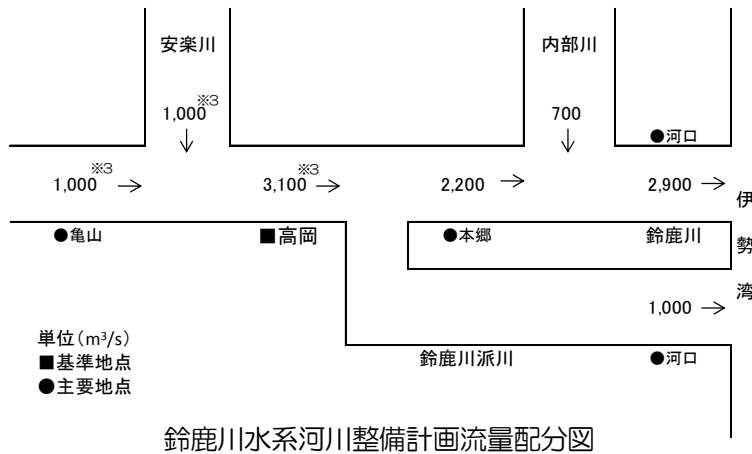 安楽川
内部川
1,000※3
700
●河口
1,000※3 →
3,100※3 →
2,200 →
2,900 →
●亀山
■高岡
●本郷
鈴鹿川
伊勢湾
1,000 →
単位(m³/s)
■基準地点
●主要地点
鈴鹿川派川
●河口
鈴鹿川水系河川整備計画流量配分図